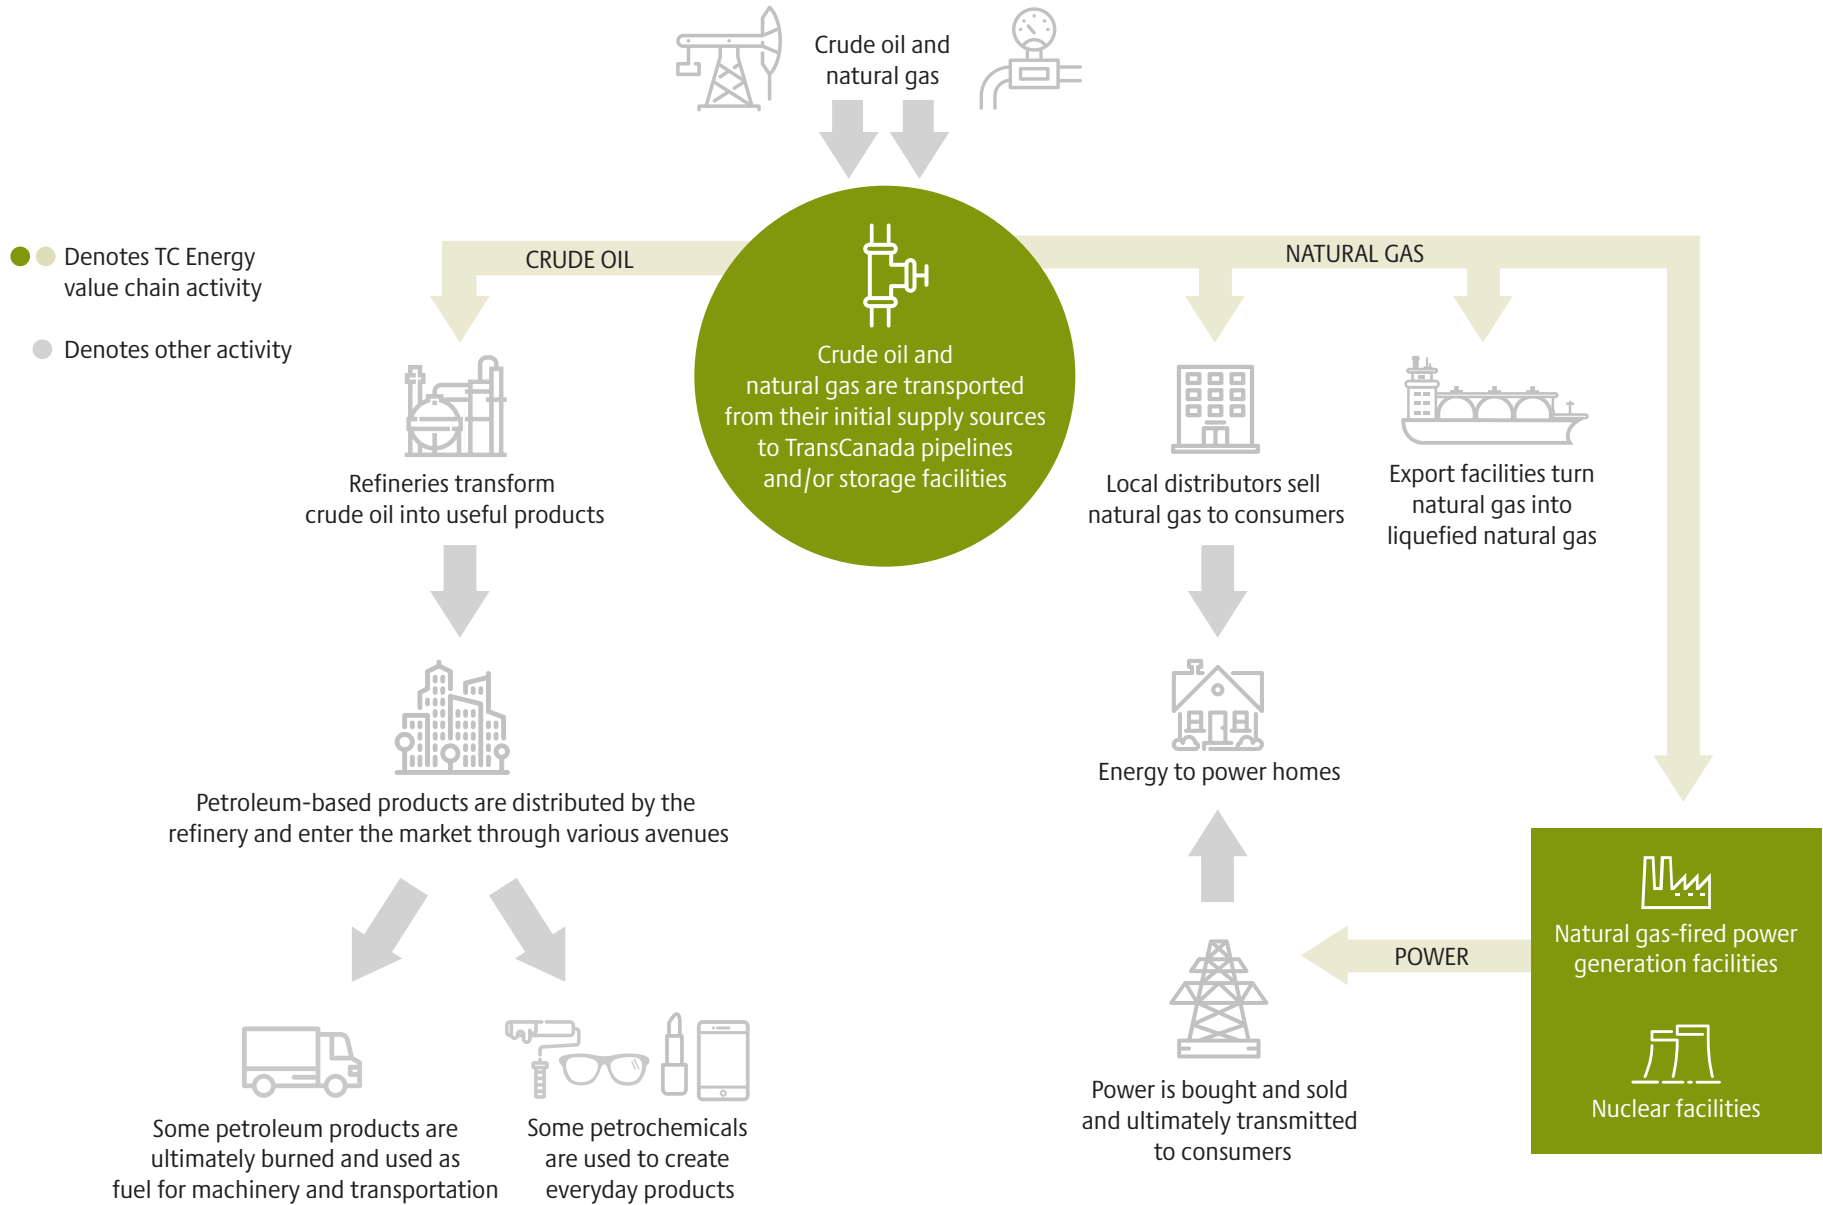 Crude oil and
natural gas
Denotes TC Energy
value chain activity
Denotes other activity
CRUDE OIL
NATURAL GAS
Crude oil and
natural gas are transported
from their initial supply sources
to TransCanada pipelines
and/or storage facilities
Refineries transform
crude oil into useful products
Local distributors sell
natural gas to consumers
Export facilities turn
natural gas into
liquefied natural gas
Petroleum-based products are distributed by the
refinery and enter the market through various avenues
Energy to power homes
Some petroleum products are
ultimately burned and used as
fuel for machinery and transportation
Some petrochemicals
are used to create
everyday products
POWER
Power is bought and sold
and ultimately transmitted
to consumers
Natural gas-fired power
generation facilities
Nuclear facilities